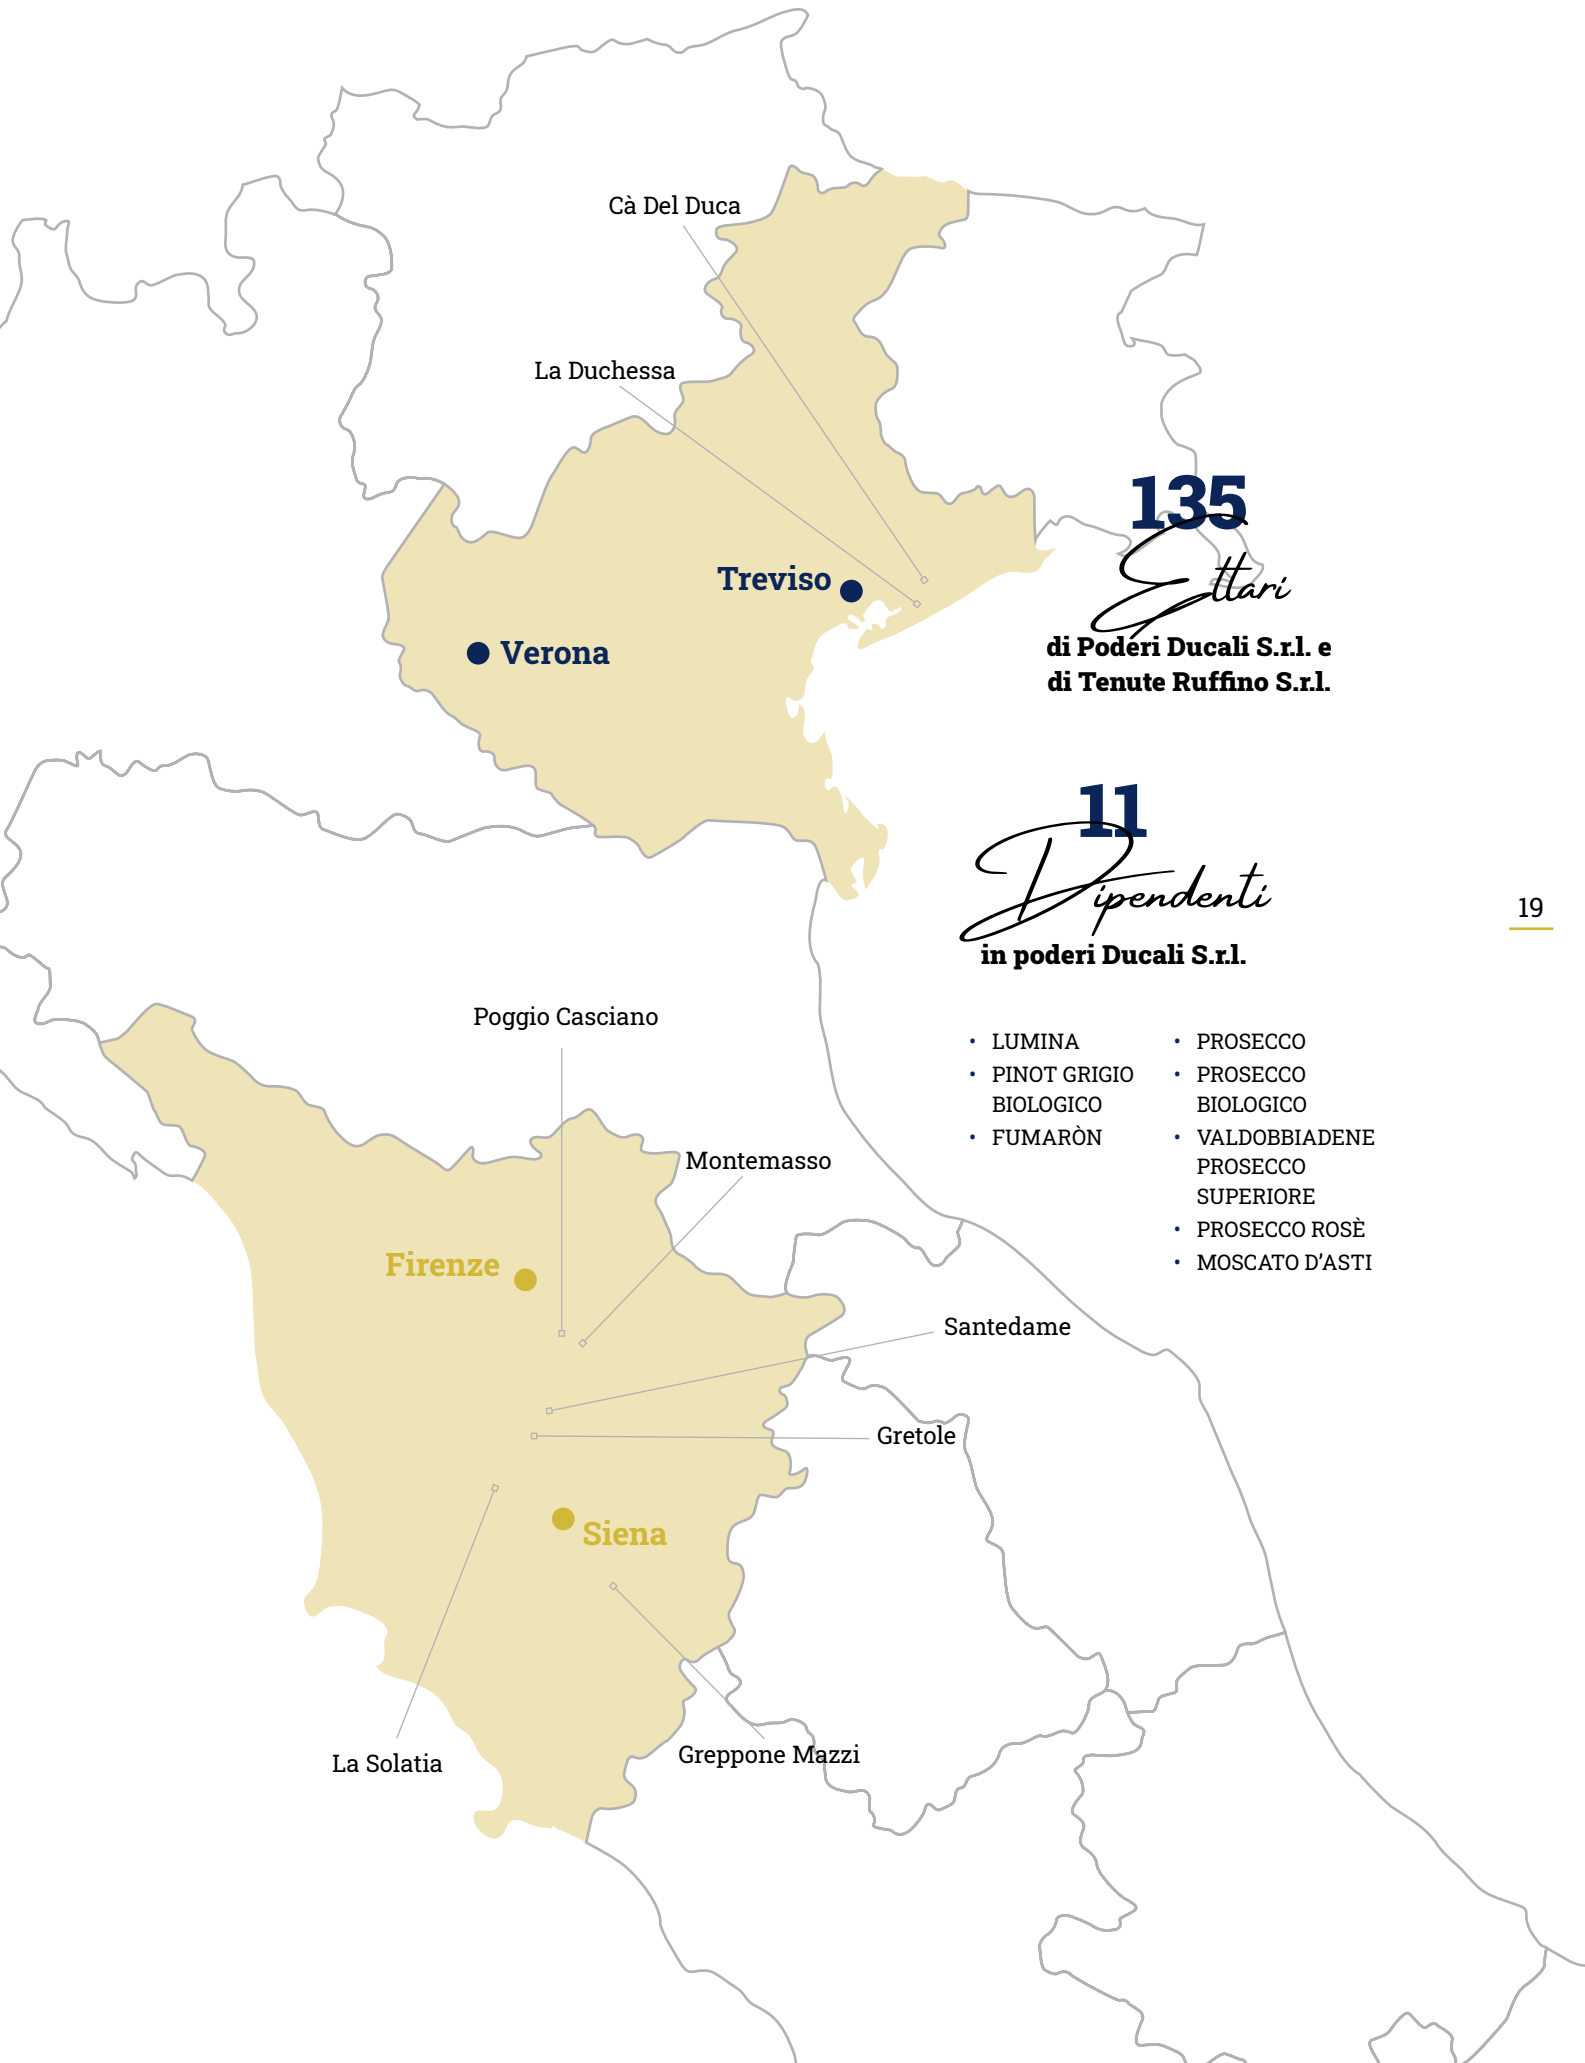 Cà Del Duca
La Duchessa
Treviso
Verona
135
Ettari
di Poderi Ducali S.r.l. e
di Tenute Ruffino S.r.l.
11
Dipendenti
in poderi Ducali S.r.l.
19
• LUMINA
• PINOT GRIGIO
BIOLOGICO
• FUMARÒN
• PROSECCO
• PROSECCO
BIOLOGICO
• VALDOBBIADENE
PROSECCO
SUPERIORE
• PROSECCO ROSÈ
• MOSCATO D'ASTI
Poggio Casciano
Montemasso
Firenze
Santedame
Gretole
Siena
La Solatia
Greppone Mazzi